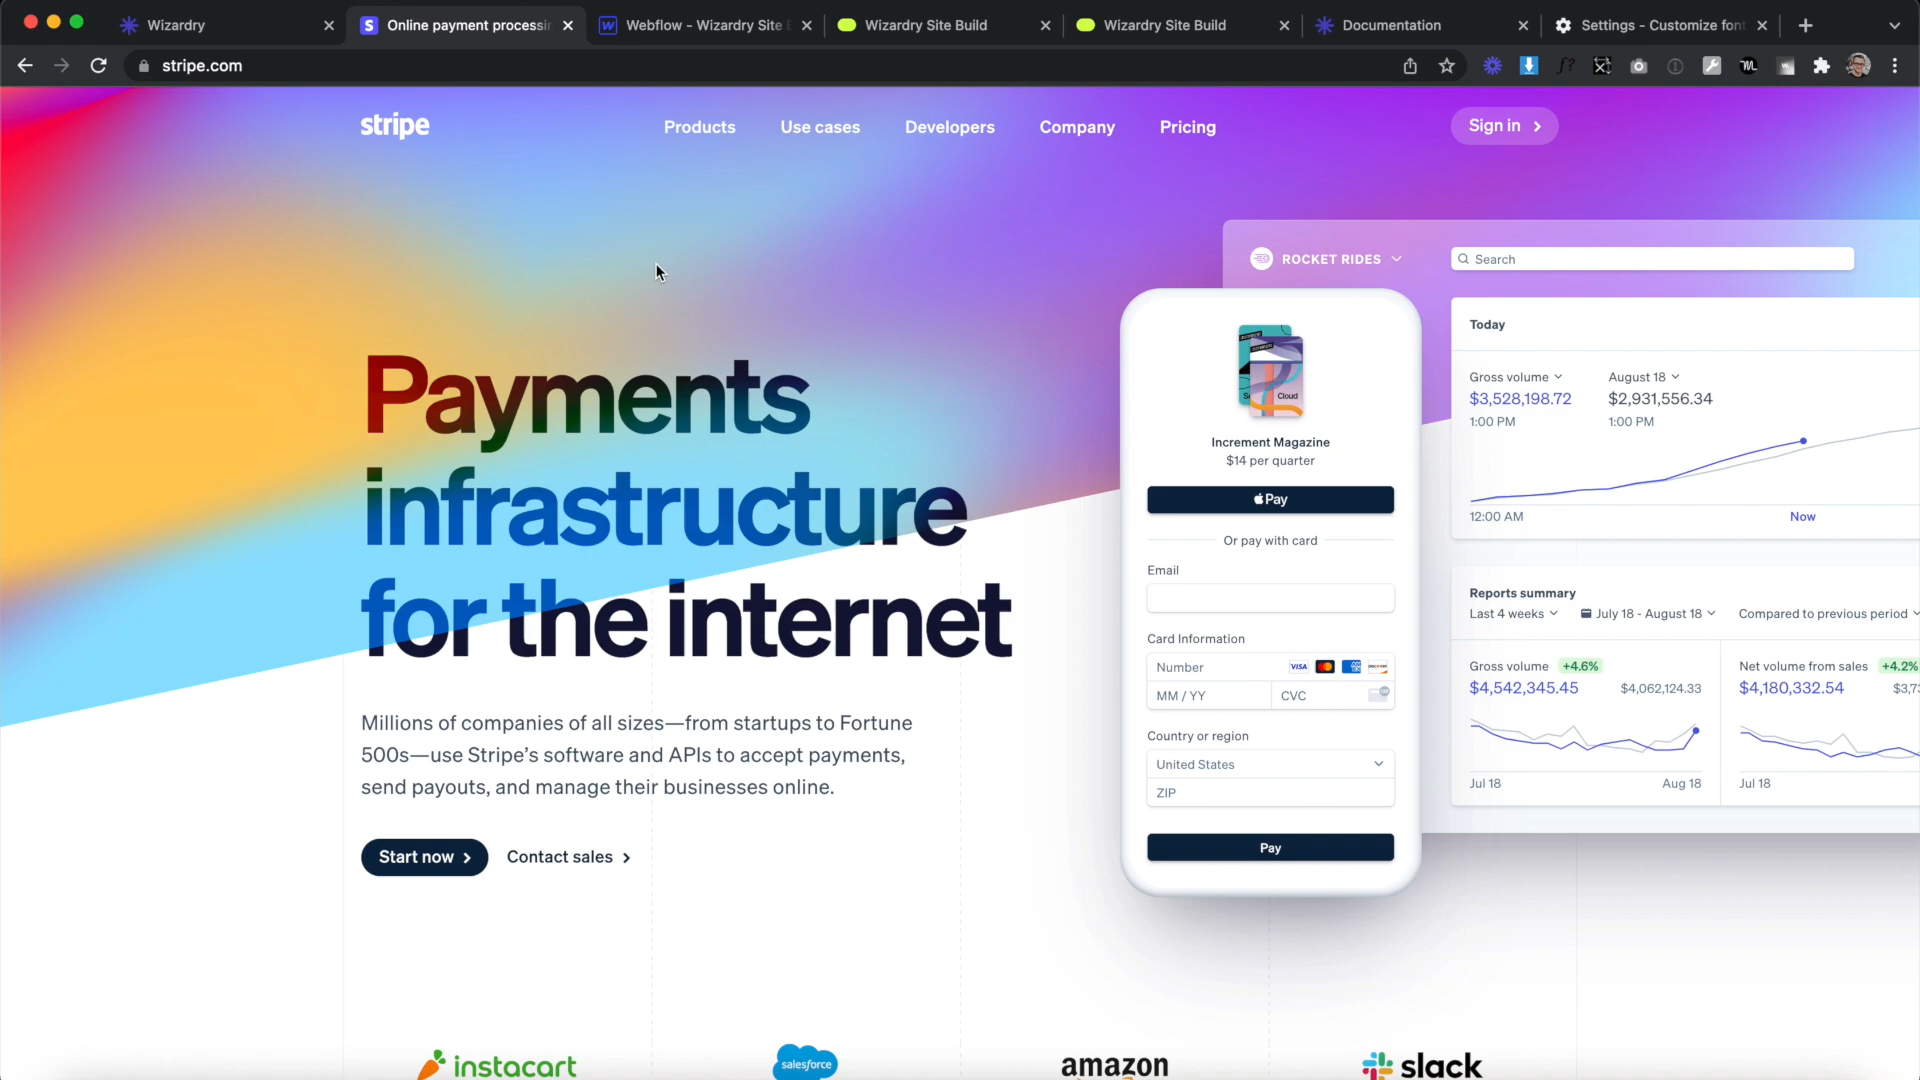 Wizardry
Online payment processin
Webflow - Wizardry Site B
Wizardry Site Build
Wizardry Site Build
Documentation
Settings - Customize font
stripe.com
stripe
Products
Use cases
Developers
Company
Pricing
Sign in
ROCKET RIDES
Search
Payments
infrastructure
for the internet
Millions of companies of all sizes—from startups to Fortune
500s—use Stripe’s software and APIs to accept payments,
send payouts, and manage their businesses online.
Start now
Contact sales
Cloud
Increment Magazine
$14 per quarter
Pay
Or pay with card
Email
Card Information
Number
VISA
MM / YY
CVC
Country or region
United States
ZIP
Pay
Today
Gross volume
August 18
$3,528,198.72
$2,931,556.34
1:00 PM
1:00 PM
12:00 AM
Now
Reports summary
Last 4 weeks
July 18 - August 18
Compared to previous period
Gross volume +4.6%
$4,542,345.45
$4,062,124.33
Net volume from sales +4.2%
$4,180,332.54
$3,7
Jul 18
Aug 18
Jul 18
instacart
salesforce
amazon
slack